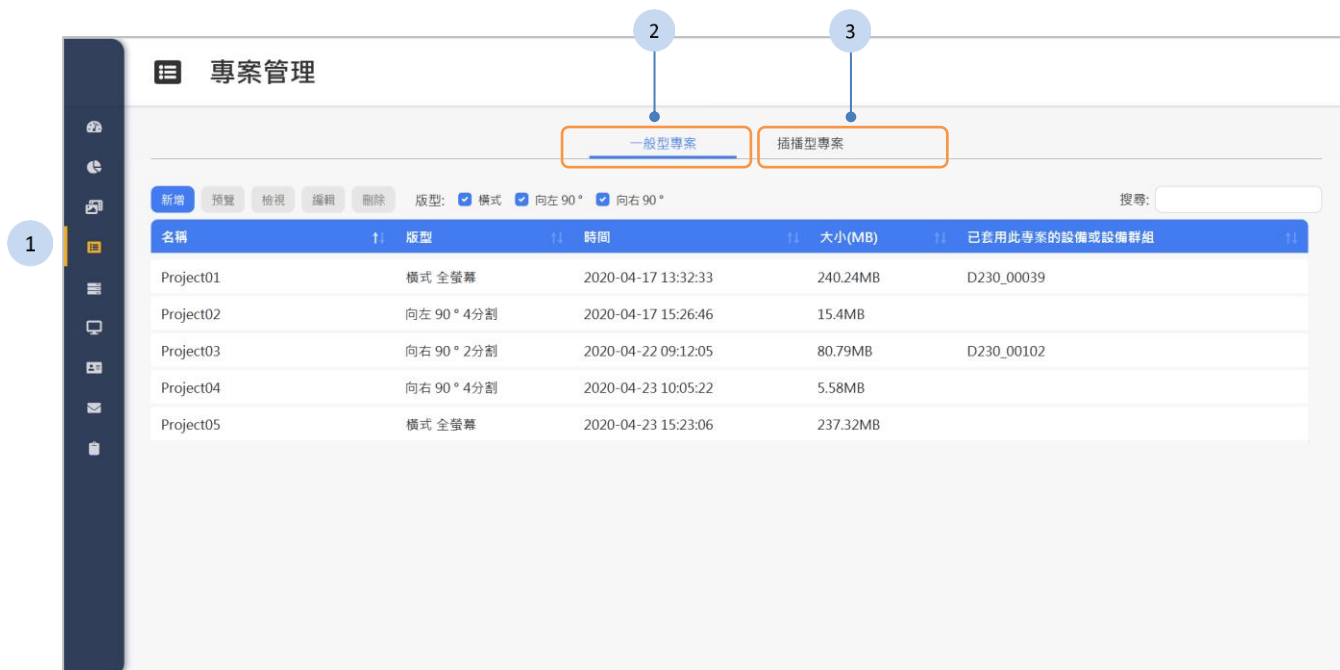 2 3
專案管理
一般型專案 插播型專案
新增 預覽 檢視 編輯 刪除 版型: 橫式 向左 90 ° 向右 90 ° 搜尋:
1
名稱 版型 時間 大小(MB) 已套用此專案的設備或設備群組
Project01 橫式 全螢幕 2020-04-17 13:32:33 240.24MB D230_00039
Project02 向左 90 ° 4分割 2020-04-17 15:26:46 15.4MB
Project03 向右 90 ° 2分割 2020-04-22 09:12:05 80.79MB D230_00102
Project04 向右 90 ° 4分割 2020-04-23 10:05:22 5.58MB
Project05 橫式 全螢幕 2020-04-23 15:23:06 237.32MB